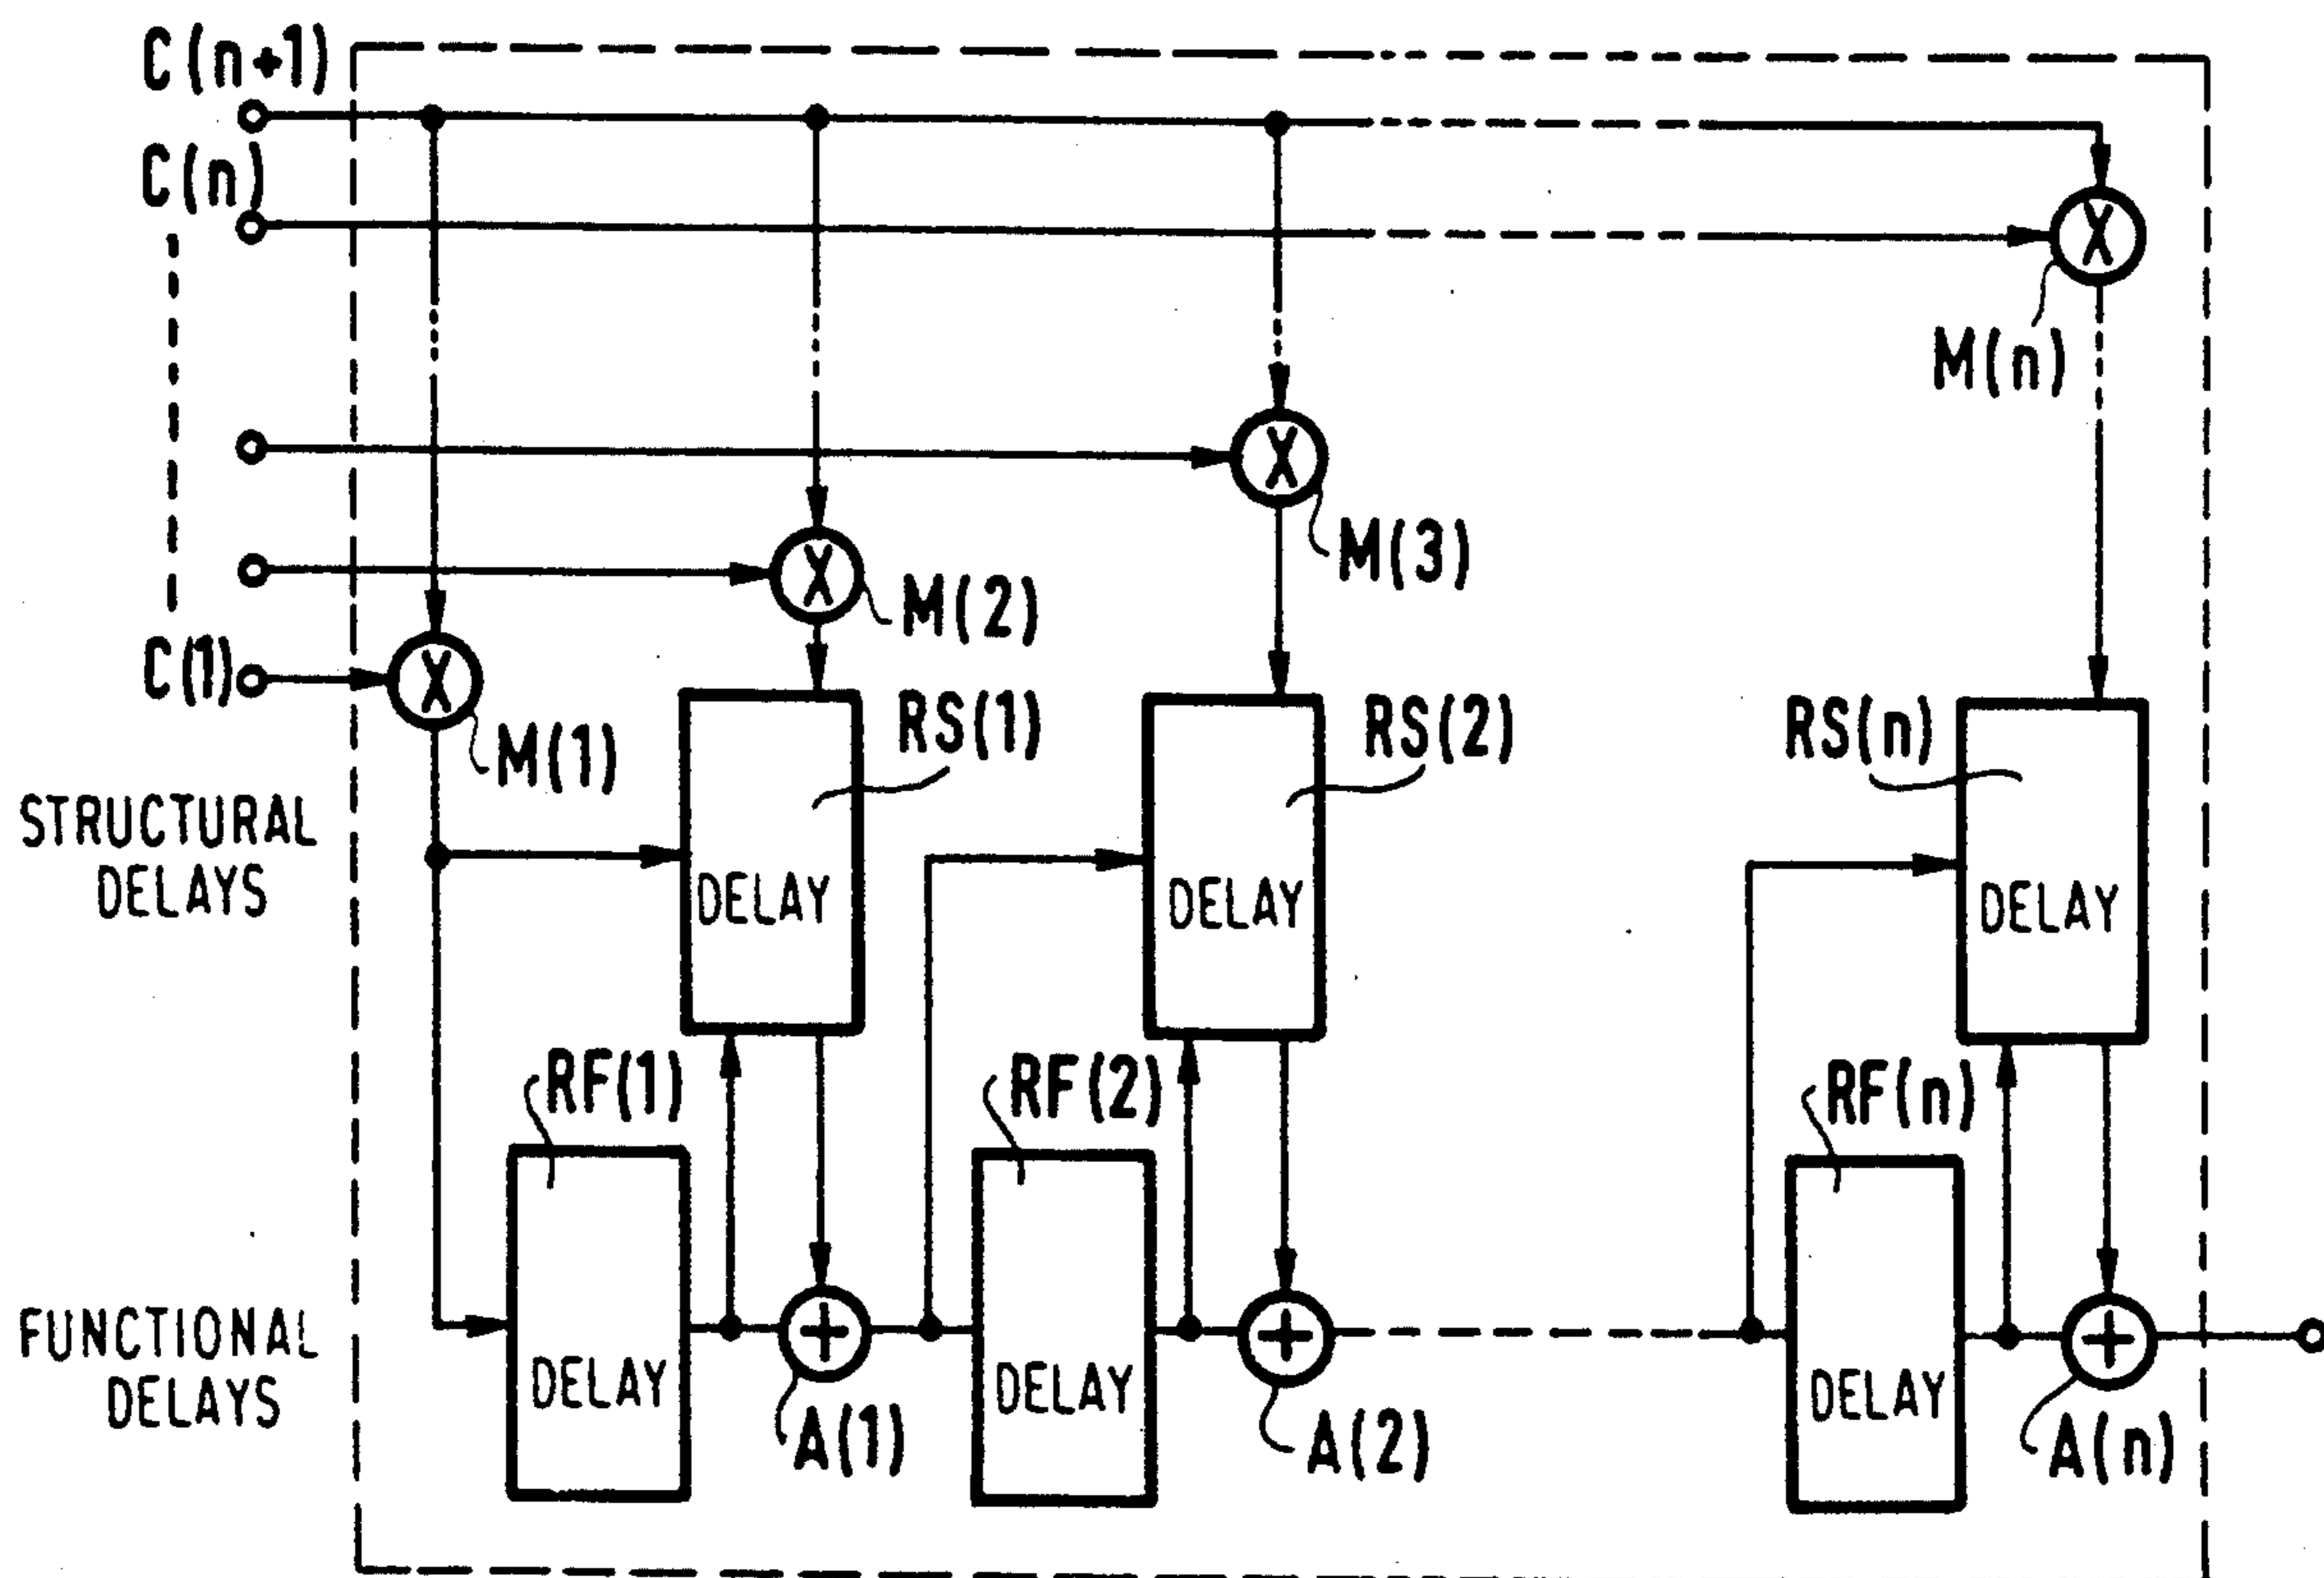 C(n+1)
C(n)
X
M(n)
X
M(3)
X
M(2)
C(1)
X
M(1)
RS(1)
RS(2)
RS(n)
STRUCTURAL
DELAYS
DELAY
DELAY
DELAY
RF(1)
RF(2)
RF(n)
FUNCTIONAL
DELAYS
+
+
+
DELAY
DELAY
DELAY
A(1)
A(2)
A(n)